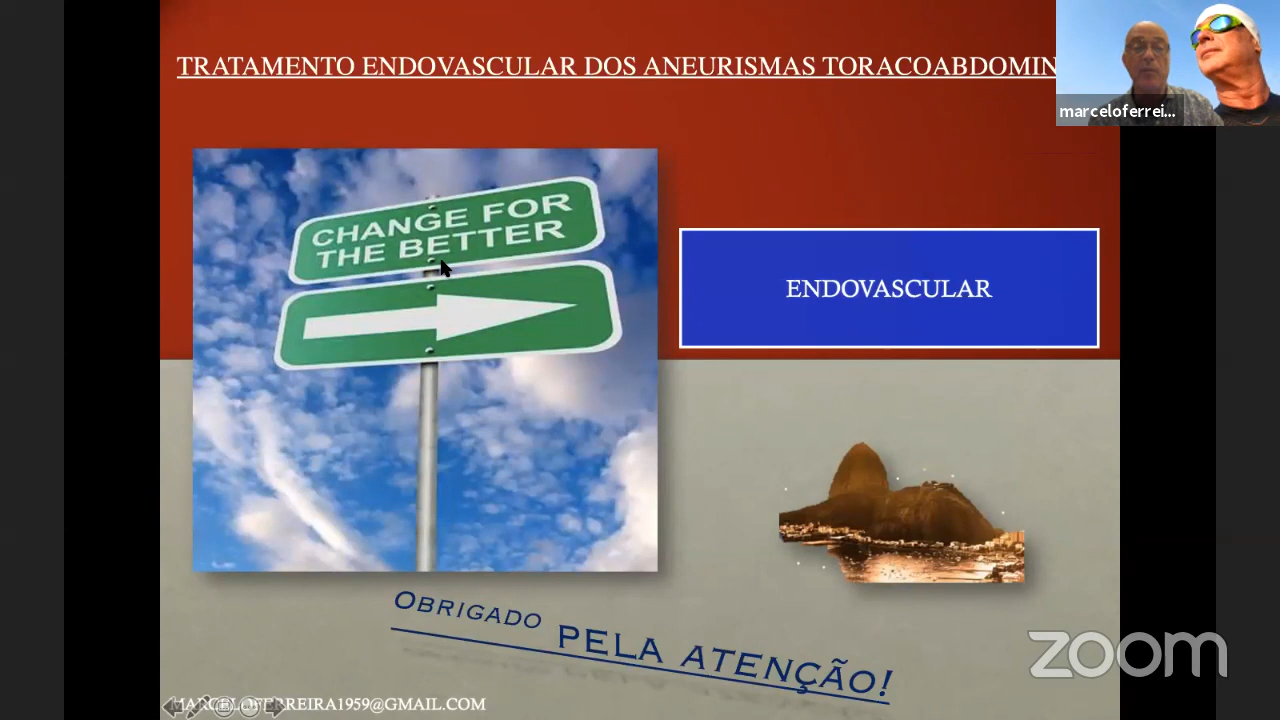 TRATAMENTO ENDOVASCULAR DOS ANEURISMAS TORACOABDOMIN
marceloferrei...
CHANGE FOR
THE BETTER
ENDOVASCULAR
OBRIGADO PELA ATENÇÃO!
zoom
MARCELOFERREIRA1959@GMAIL.COM